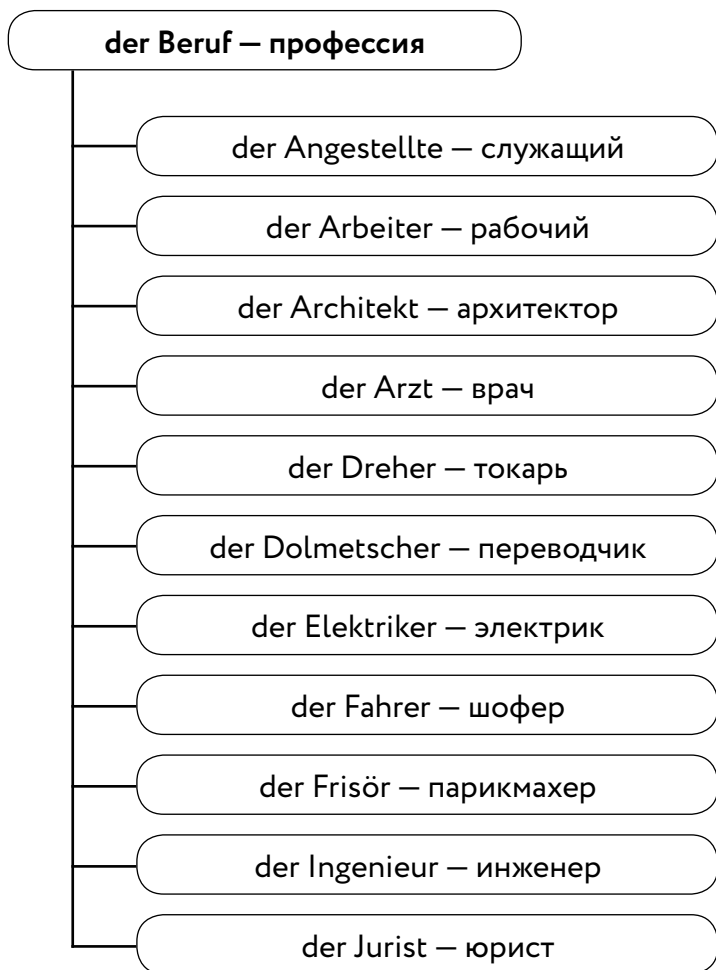 der Beruf — профессия
der Angestellte — служащий
der Arbeiter — рабочий
der Architekt — архитектор
der Arzt — врач
der Dreher — токарь
der Dolmetscher — переводчик
der Elektriker — электрик
der Fahrer — шофер
der Frisör — парикмахер
der Ingenieur — инженер
der Jurist — юрист